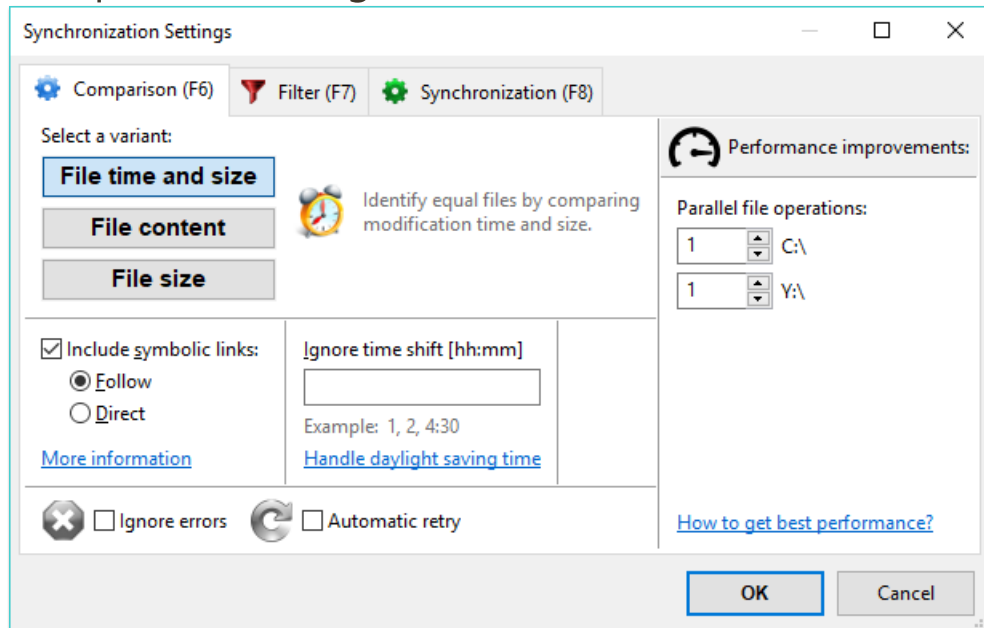 Synchronization Settings
Comparison (F6)
Filter (F7)
Synchronization (F8)
Select a variant:
File time and size
File content
File size
Identify equal files by comparing
modification time and size.
Performance improvements:
Parallel file operations:
1 C:\
1 Y:\
Include symbolic links:
Follow
Direct
More information
Ignore time shift [hh:mm]
Example: 1, 2, 4:30
Handle daylight saving time
Ignore errors
Automatic retry
How to get best performance?
OK
Cancel